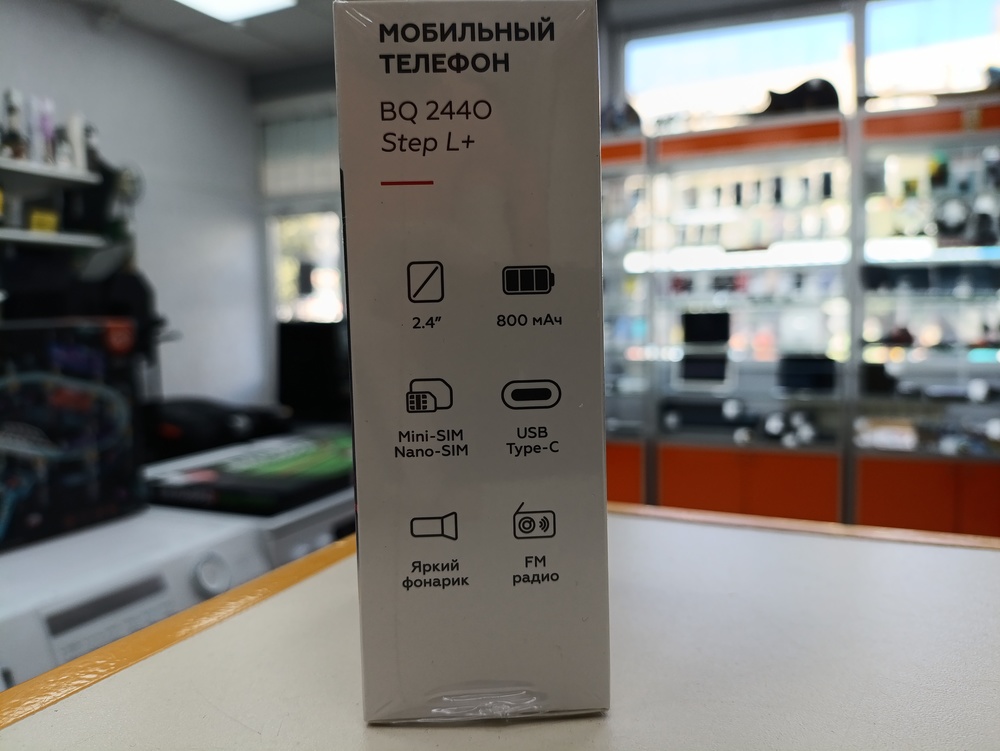 МОБИЛЬНЫЙ
ТЕЛЕФОН
BQ 2440
Step L+
2.4″
800 мАч
Mini-SIM
Nano-SIM
USB
Type-C
Яркий
фонарик
FM
радио